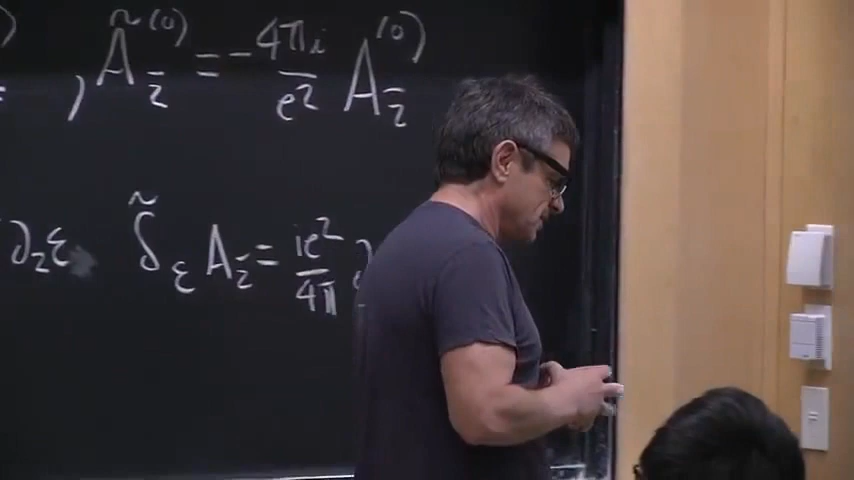 ) , Ã_z̄^(0) = -4πi/e² A_z̄^(0)
∂_z ε    δ̃_ε A_z̄ = ie²/4π